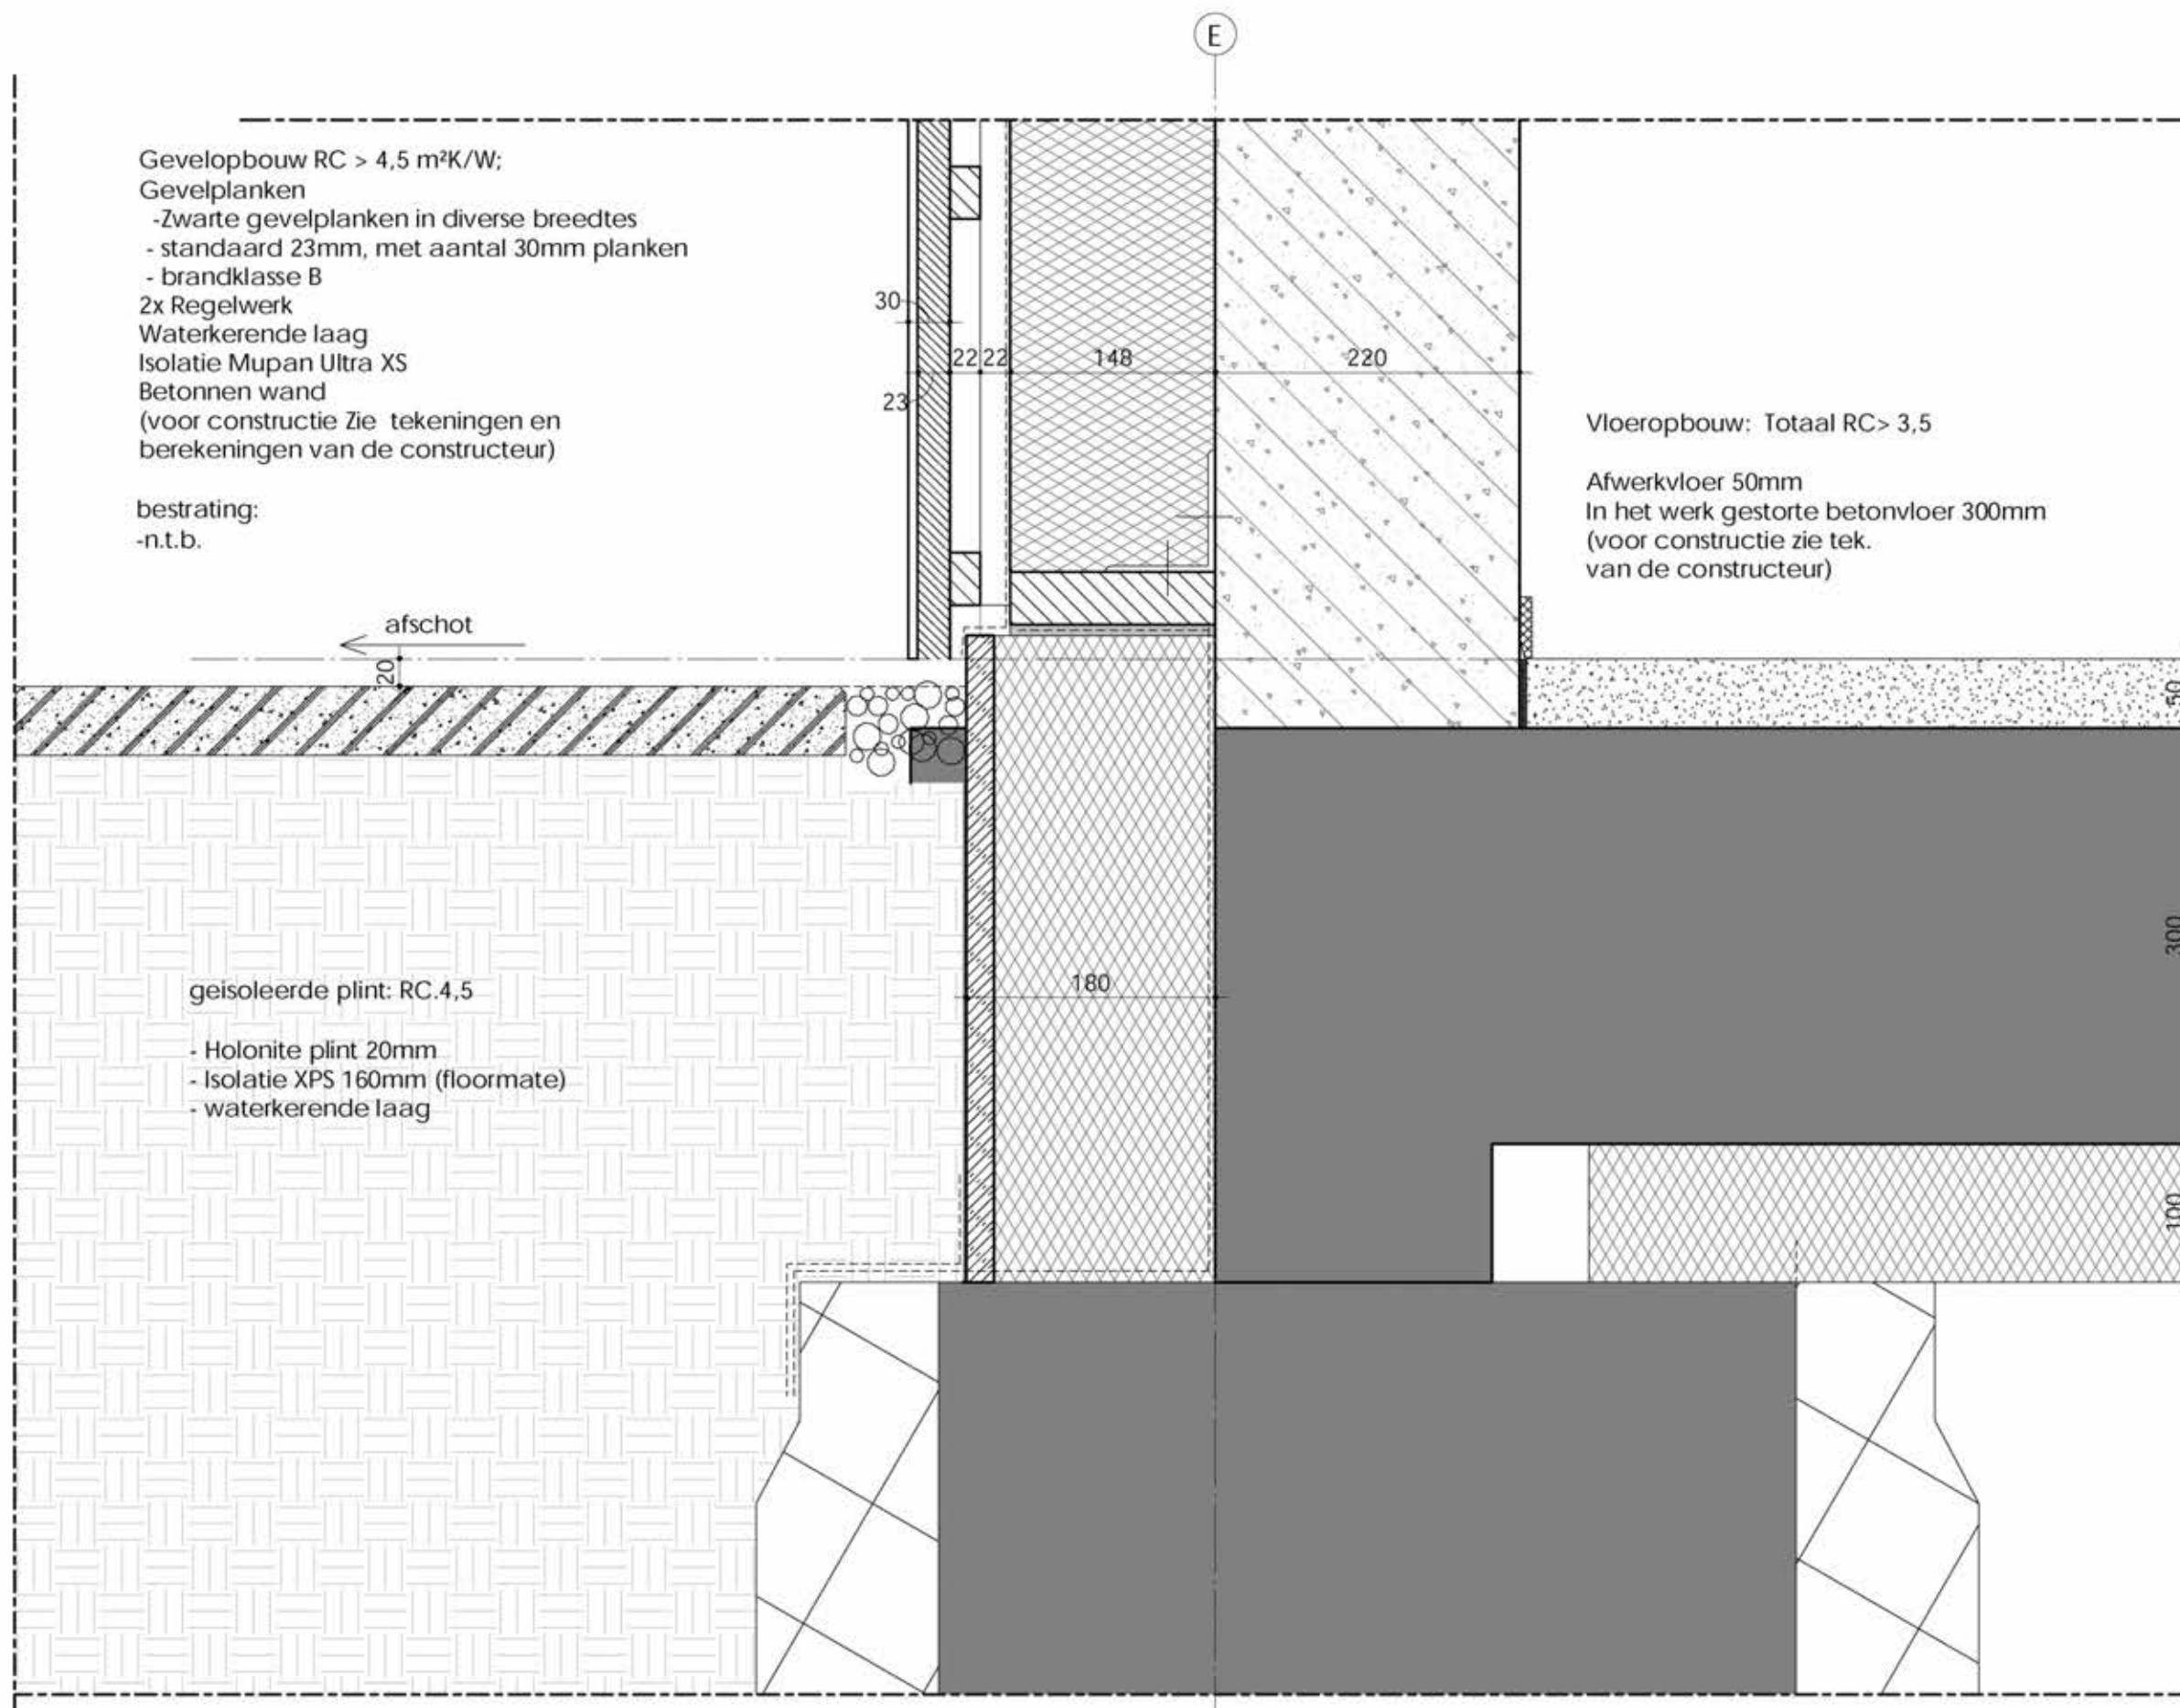 E
Gevelopbouw RC > 4,5 m²K/W;
Gevelplanken
-Zwarte gevelplanken in diverse breedtes
- standaard 23mm, met aantal 30mm planken
- brandklasse B
2x Regelwerk
Waterkerende laag
Isolatie Mupan Ultra XS
Betonnen wand
(voor constructie Zie tekeningen en
berekeningen van de constructeur)
bestrating:
-n.t.b.
30
22 22 148 220
23
Vloeropbouw: Totaal RC> 3,5
Afwerkvloer 50mm
In het werk gestorte betonvloer 300mm
(voor constructie zie tek.
van de constructeur)
afschot
20
50
300
180
geisoleerde plint: RC.4,5
- Holonite plint 20mm
- Isolatie XPS 160mm (floormate)
- waterkerende laag
100